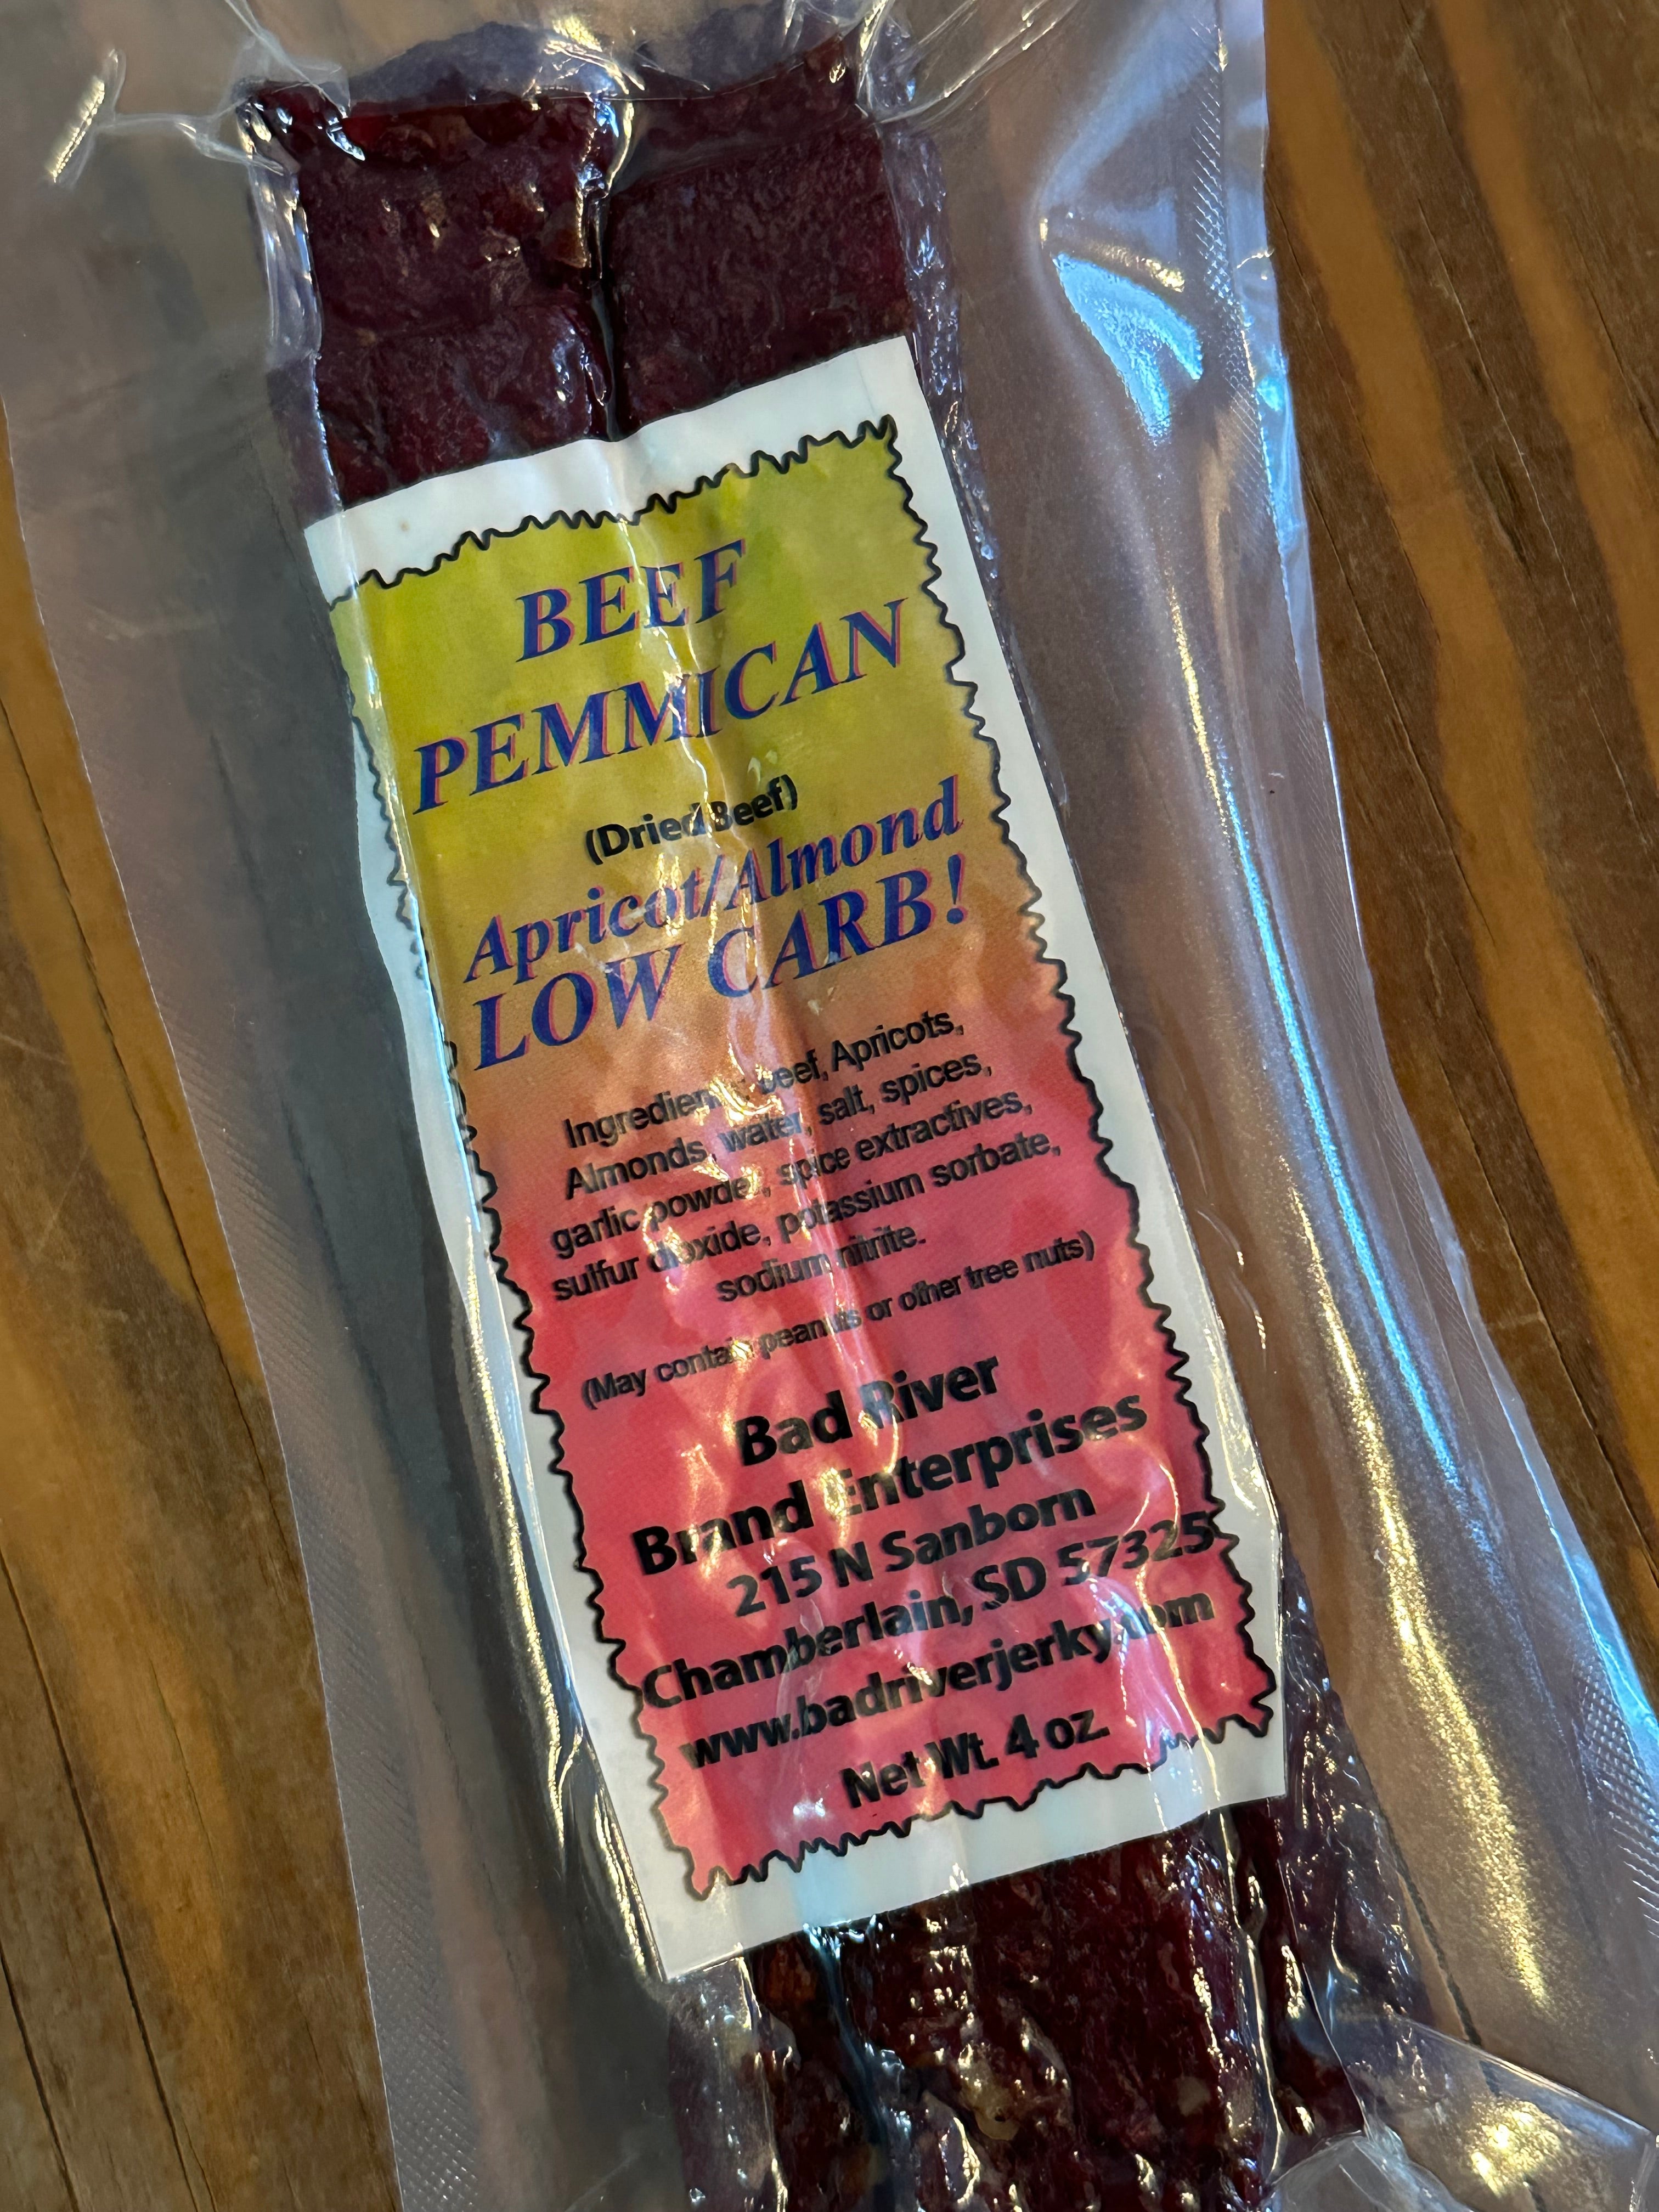 BEEF
PEMMICAN
(Dried Beef)
Apricot/Almond
LOW CARB!
Ingredients: Beef, Apricots,
Almonds, water, salt, spices,
garlic powder, spice extractives,
sulfur dioxide, potassium sorbate,
sodium nitrite.
(May contain peanuts or other tree nuts)
Bad River
Brand Enterprises
215 N Sanborn
Chamberlain, SD 57325
www.badriverjerky.com
Net Wt. 4 oz.